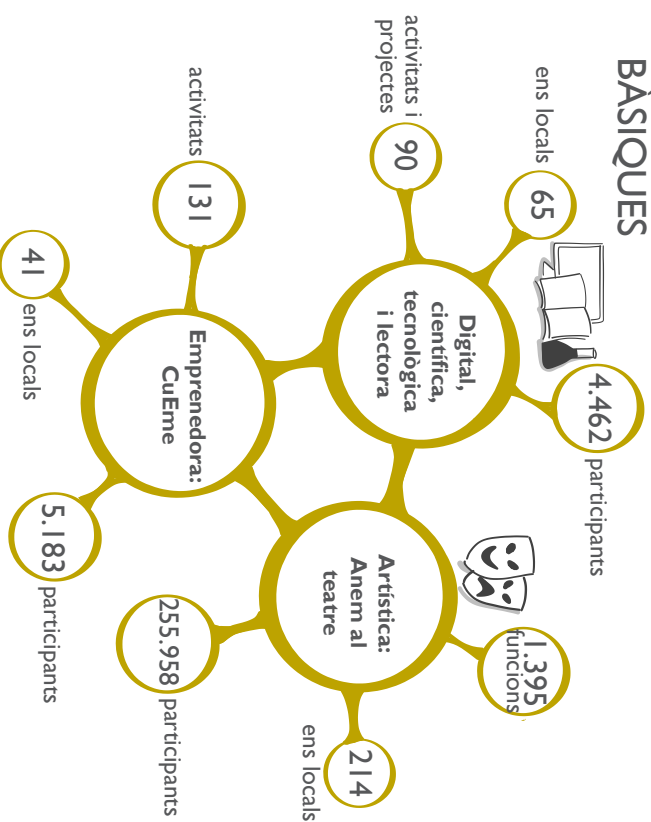 BÀSIQUES
ens locals
65
activitats i
projectes
90
Digital,
científica,
tecnològica
i lectora
4.462 participants
activitats
131
41 ens locals
Emprenedora:
CuEme
5.183 participants
Artística:
Anem al
teatre
1.395
funcions
255.958 participants
214
ens locals